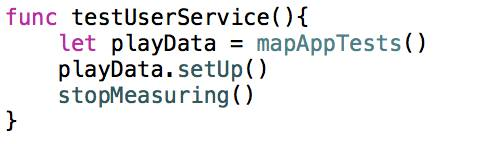 func testUserService(){
    let playData = mapAppTests()
    playData.setUp()
    stopMeasuring()
}